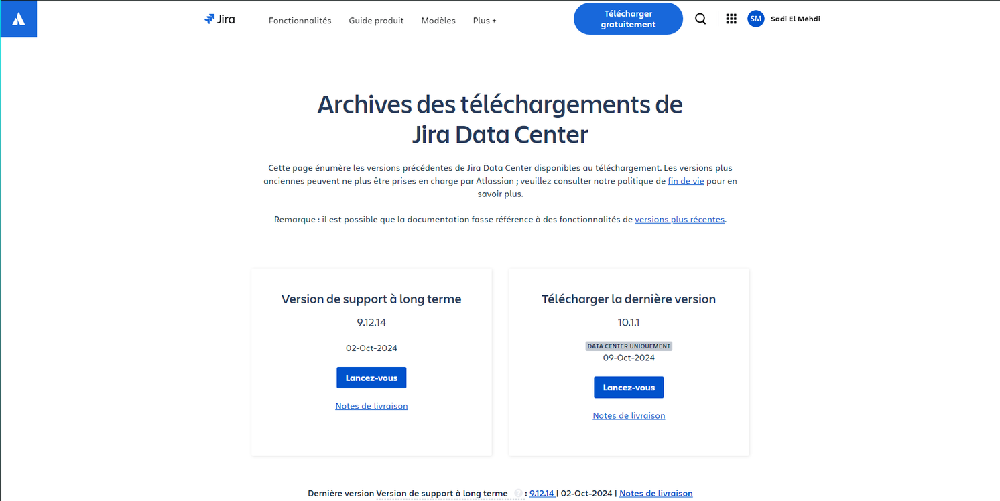 Jira
Fonctionnalités
Guide produit
Modèles
Plus +
Télécharger
gratuitement
SM
Sadi El Mehdi
Archives des téléchargements de
Jira Data Center
Cette page énumère les versions précédentes de Jira Data Center disponibles au téléchargement. Les versions plus
anciennes peuvent ne plus être prises en charge par Atlassian ; veuillez consulter notre politique de fin de vie pour en
savoir plus.
Remarque : il est possible que la documentation fasse référence à des fonctionnalités de versions plus récentes.
Version de support à long terme
9.12.14
02-Oct-2024
Lancez-vous
Notes de livraison
Télécharger la dernière version
10.1.1
DATA CENTER UNIQUEMENT
09-Oct-2024
Lancez-vous
Notes de livraison
Dernière version Version de support à long terme ? : 9.12.14 | 02-Oct-2024 | Notes de livraison